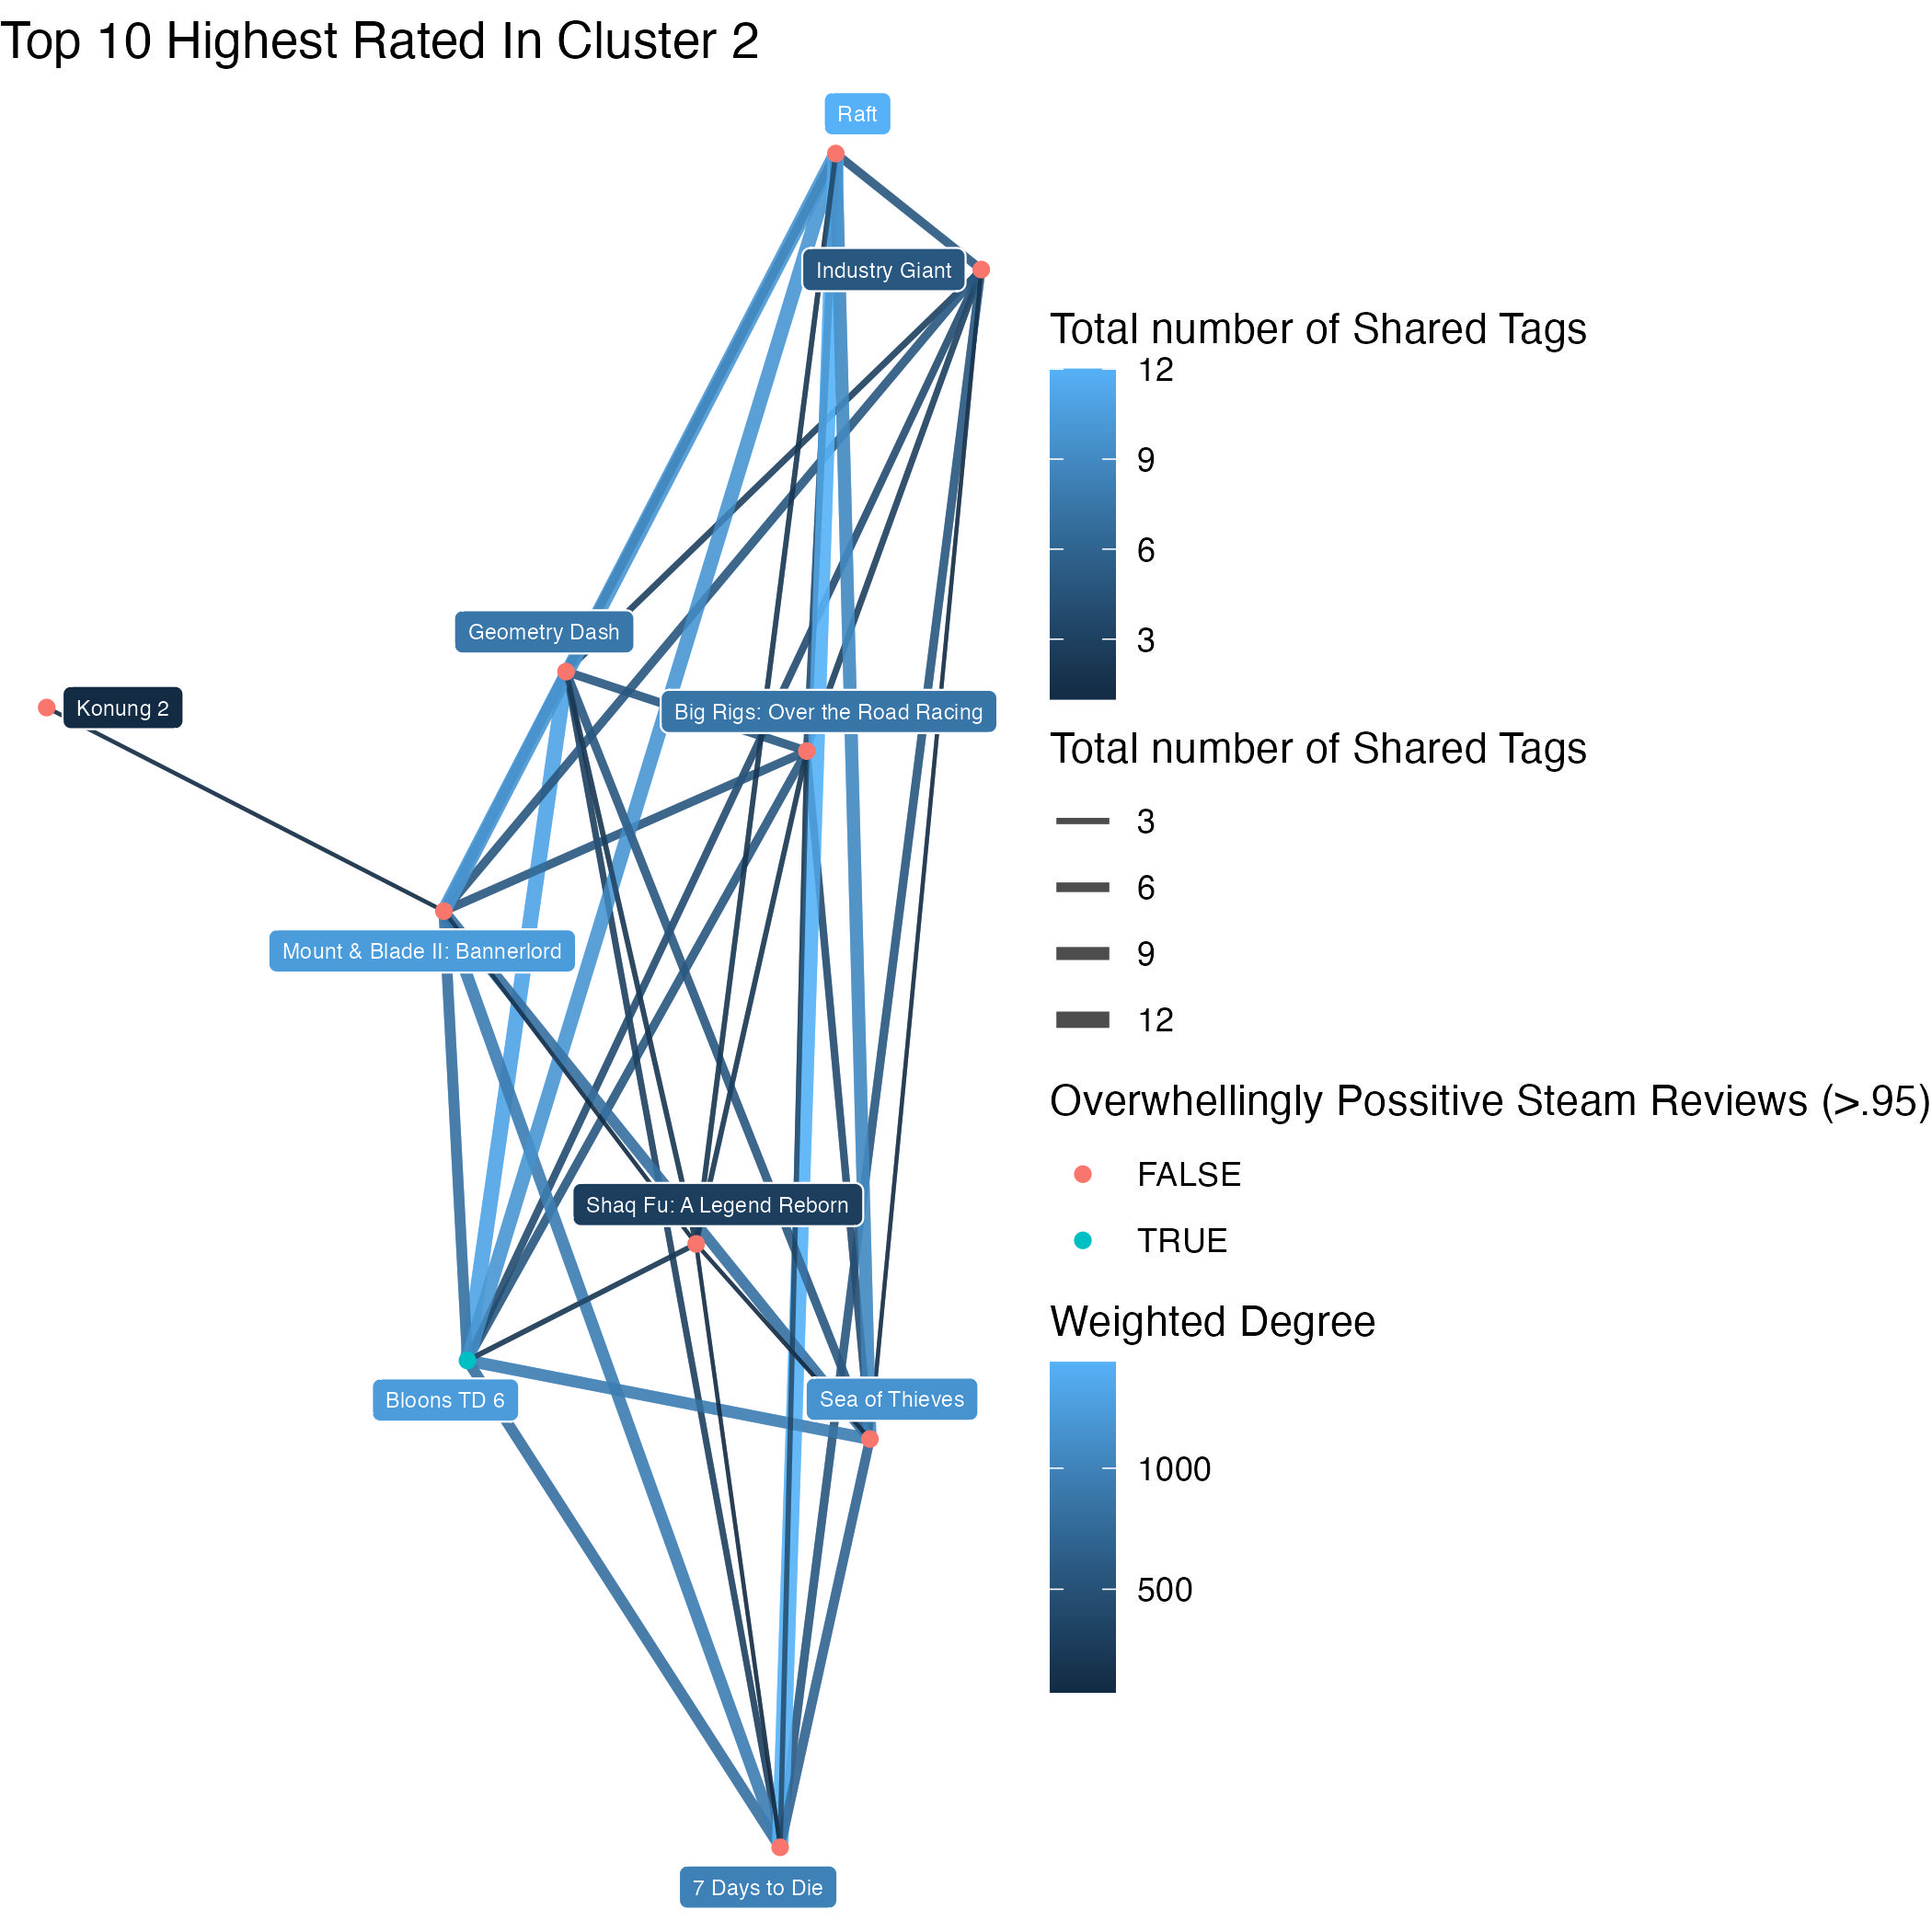 Top 10 Highest Rated In Cluster 2
Raft
Industry Giant
Geometry Dash
Konung 2
Big Rigs: Over the Road Racing
Mount & Blade II: Bannerlord
Shaq Fu: A Legend Reborn
Bloons TD 6
Sea of Thieves
7 Days to Die
Total number of Shared Tags
12
9
6
3
Total number of Shared Tags
3
6
9
12
Overwhellingly Possitive Steam Reviews (>.95)
FALSE
TRUE
Weighted Degree
1000
500